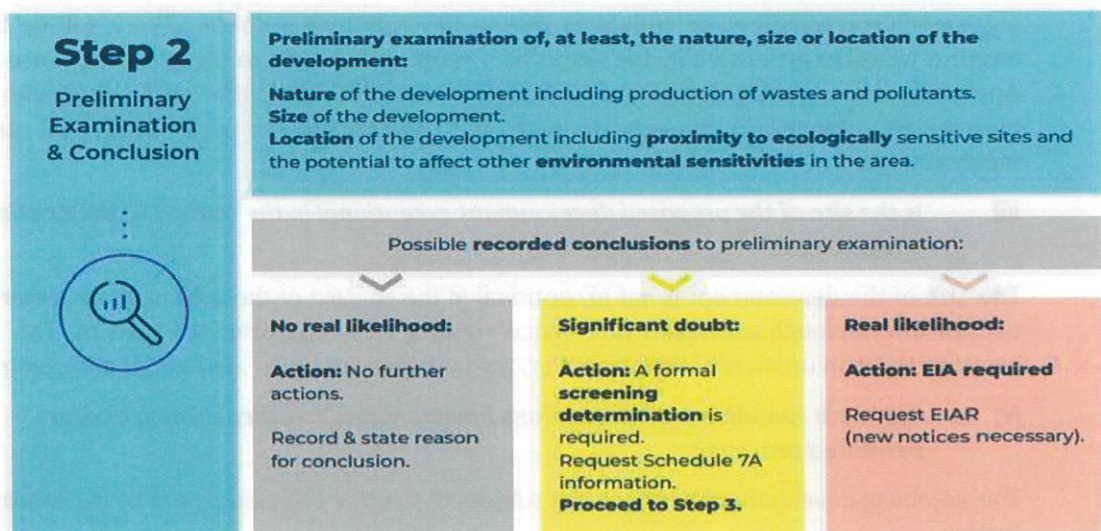 Step 2
Preliminary
Examination
& Conclusion
Preliminary examination of, at least, the nature, size or location of the
development:
Nature of the development including production of wastes and pollutants.
Size of the development.
Location of the development including proximity to ecologically sensitive sites and
the potential to affect other environmental sensitivities in the area.
Possible recorded conclusions to preliminary examination:
No real likelihood:
Action: No further
actions.
Record & state reason
for conclusion.
Significant doubt:
Action: A formal
screening
determination is
required.
Request Schedule 7A
information.
Proceed to Step 3.
Real likelihood:
Action: EIA required
Request EIAR
(new notices necessary).